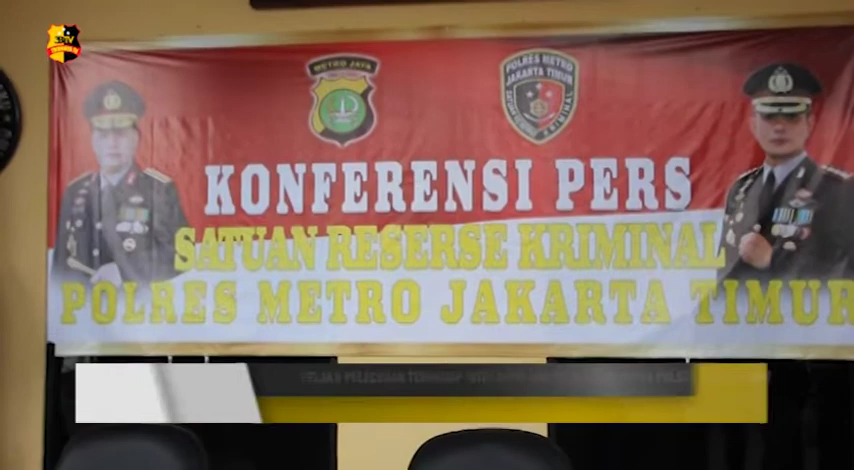 METRO JAYA
POLRES METRO
JAKARTA TIMUR
KONFERENSI PERS
SATUAN RESERSE KRIMINAL
POLRES METRO JAKARTA TIMUR